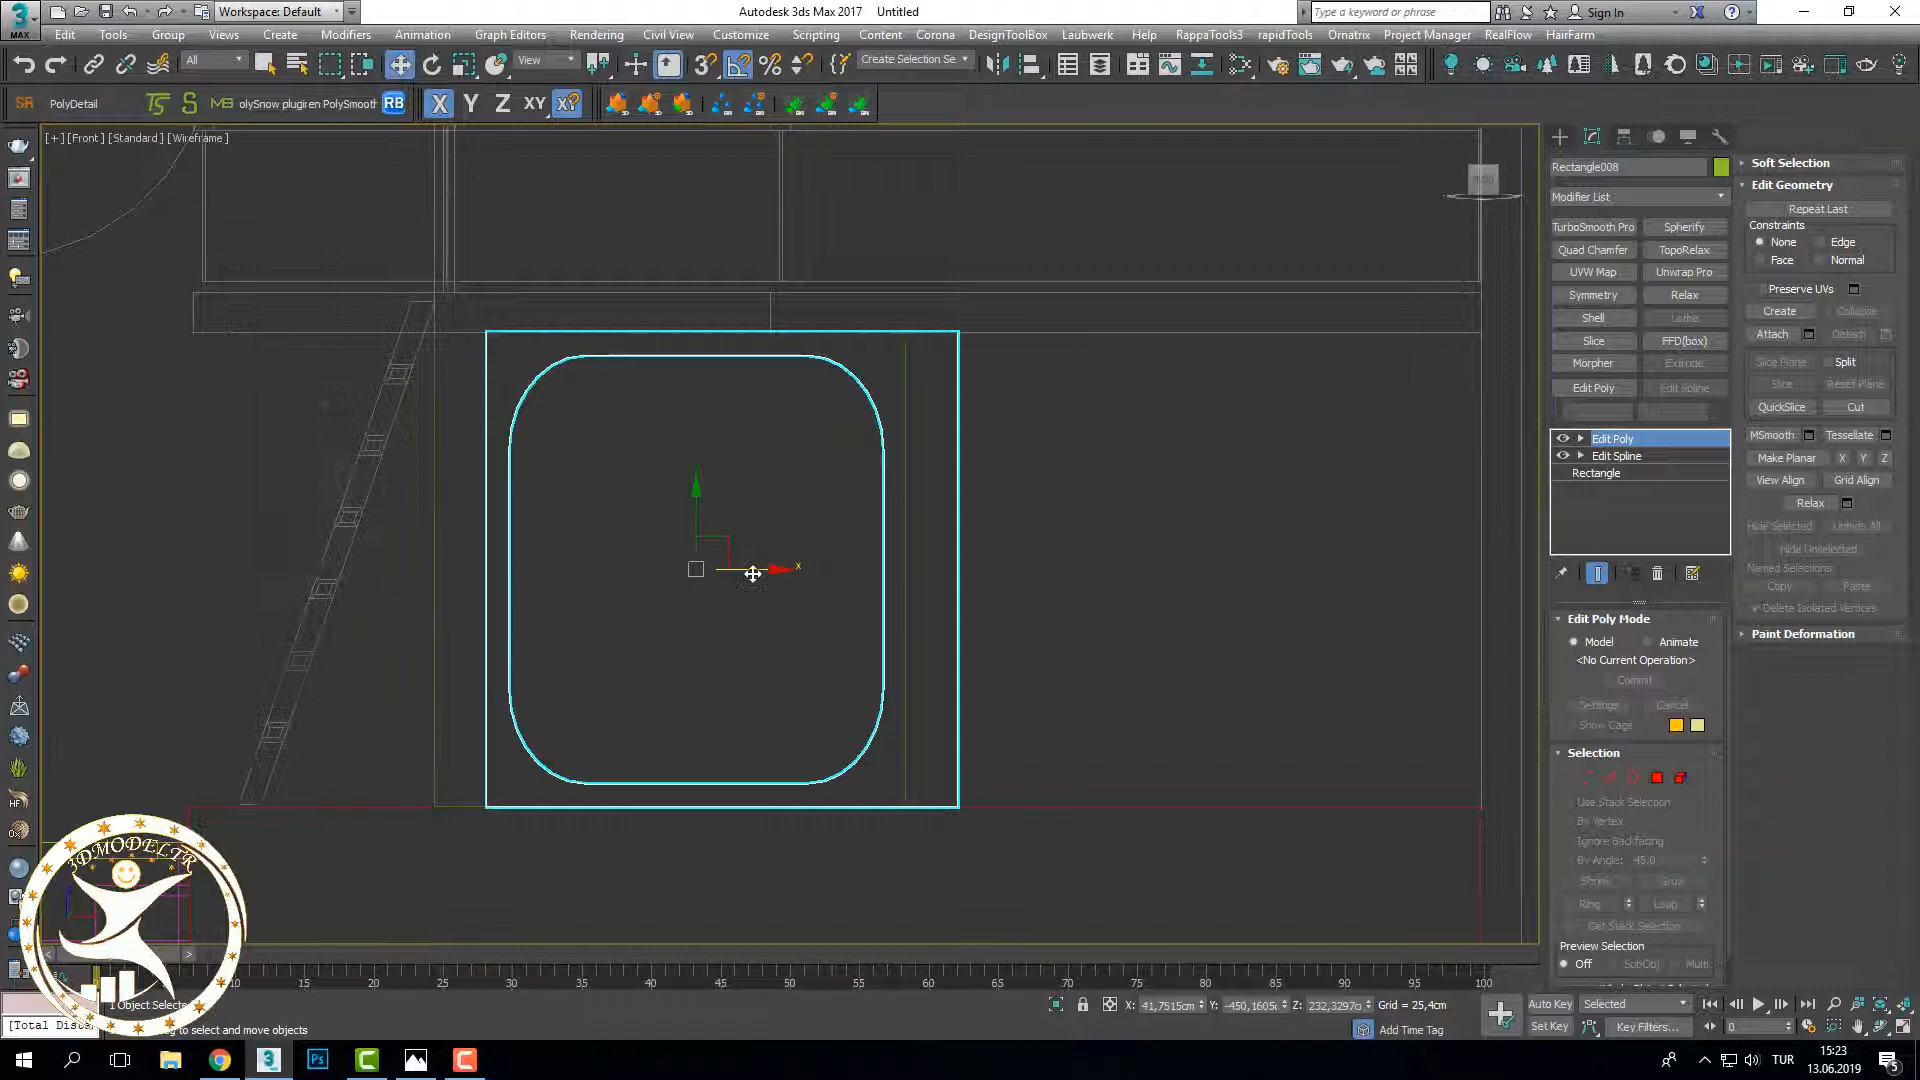 Autodesk 3ds Max 2017 Untitled
Workspace: Default
Type a keyword or phrase
Sign In
MAX
Edit Tools Group Views Create Modifiers Animation Graph Editors Rendering Civil View Customize Scripting Content Corona DesignToolBox Laubwerk Help RappaTools3 rapidTools Ornatrix Project Manager RealFlow HairFarm
All View Create Selection Se
PolyDetail olySnow plugiren PolySmooth RB X Y Z XY
[+] [Front] [Standard] [Wireframe]
x
Rectangle008
Modifier List
TurboSmooth Pro Spherify
Quad Chamfer TopoRelax
UVW Map Unwrap Pro
Symmetry Relax
Shell Lathe
Slice FFD(box)
Morpher Extrude
Edit Poly Edit Spline
Edit Poly
Edit Spline
Rectangle
Edit Poly Mode
Model Animate
<No Current Operation>
Commit
Settings Cancel
Show Cage
Selection
Use Stack Selection
By Vertex
Ignore Backfacing
By Angle: 45.0
Shrink Grow
Ring Loop
Get Stack Selection
Preview Selection
Off SubObj Multi
Soft Selection
Edit Geometry
Repeat Last
Constraints
None Edge
Face Normal
Preserve UVs
Create Collapse
Attach Detach
Slice Plane Split
Slice Reset Plane
QuickSlice Cut
MSmooth Tessellate
Make Planar X Y Z
View Align Grid Align
Relax
Hide Selected Unhide All
Hide Unselected
Named Selections
Copy Paste
Delete Isolated Vertices
Paint Deformation
3DMODELTR
10 15 20 25 30 35 40 45 50 55 60 65 70 75 80 85 90 95 100
1 Object Selected
X: 41,7515cm Y: -450,1605 Z: 232,3297 Grid = 25,4cm
Auto Key Selected
[Total Dist
to select and move objects
Add Time Tag
Set Key Key Filters... 0
TUR
15:23
13.06.2019
5